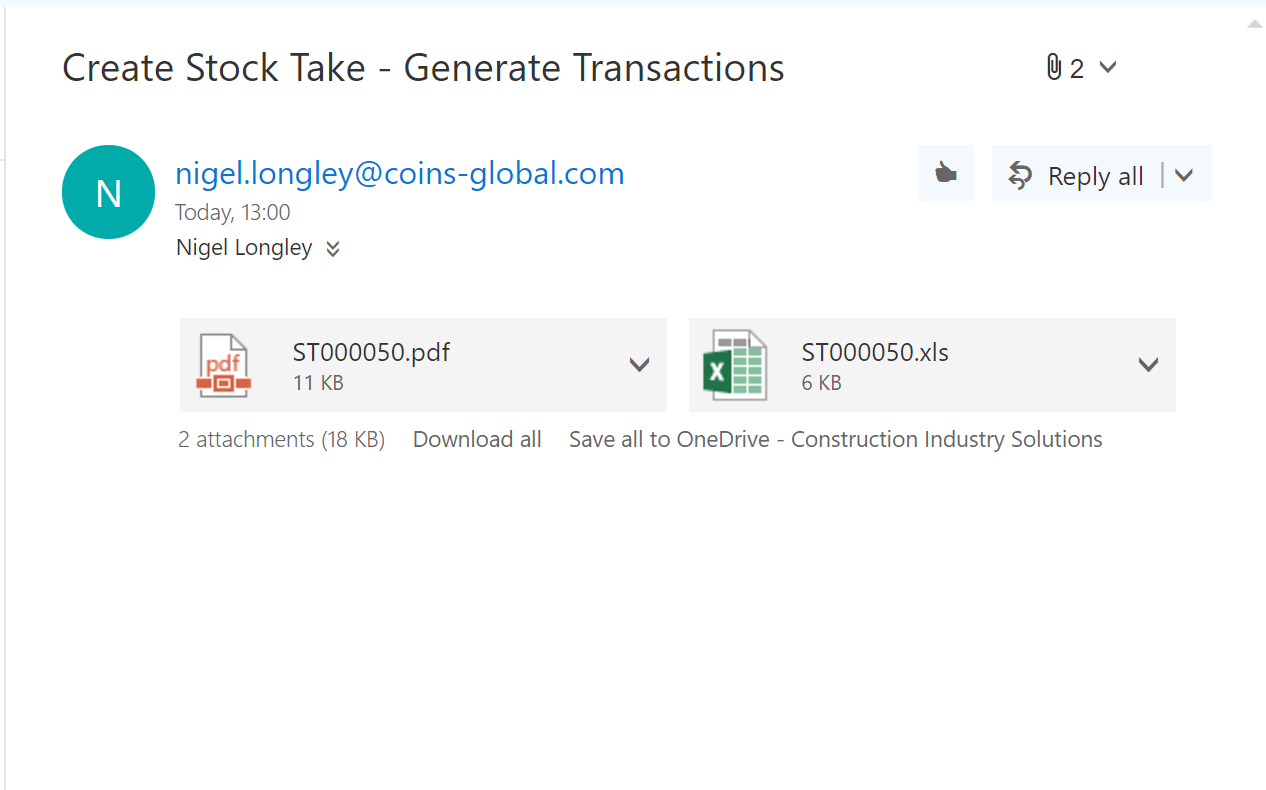 Create Stock Take - Generate Transactions
2
N
nigel.longley@coins-global.com
Reply all
Today, 13:00
Nigel Longley
pdf
ST000050.pdf
11 KB
X
ST000050.xls
6 KB
2 attachments (18 KB) Download all Save all to OneDrive - Construction Industry Solutions